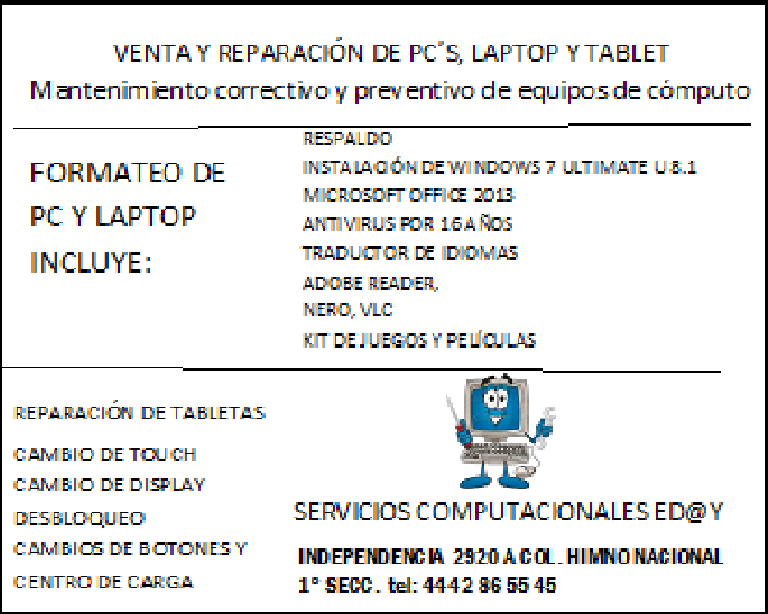 VENTA Y REPARACIÓN DE PC´S, LAPTOP Y TABLET
Mantenimiento correctivo y preventivo de equipos de cómputo
FORMATEO DE
PC Y LAPTOP
INCLUYE:
RESPALDO
INSTALACIÓN DE WINDOWS 7 ULTIMATE U 8.1
MICROSOFT OFFICE 2013
ANTIVIRUS POR 16 AÑOS
TRADUCTOR DE IDIOMAS
ADOBE READER,
NERO, VLC
KIT DE JUEGOS Y PELÍCULAS
REPARACIÓN DE TABLETAS
CAMBIO DE TOUCH
CAMBIO DE DISPLAY
DESBLOQUEO
CAMBIOS DE BOTONES Y
CENTRO DE CARGA
SERVICIOS COMPUTACIONALES ED@Y
INDEPENDENCIA 2920 A COL. HIMNO NACIONAL
1° SECC. tel: 4442 86 55 45